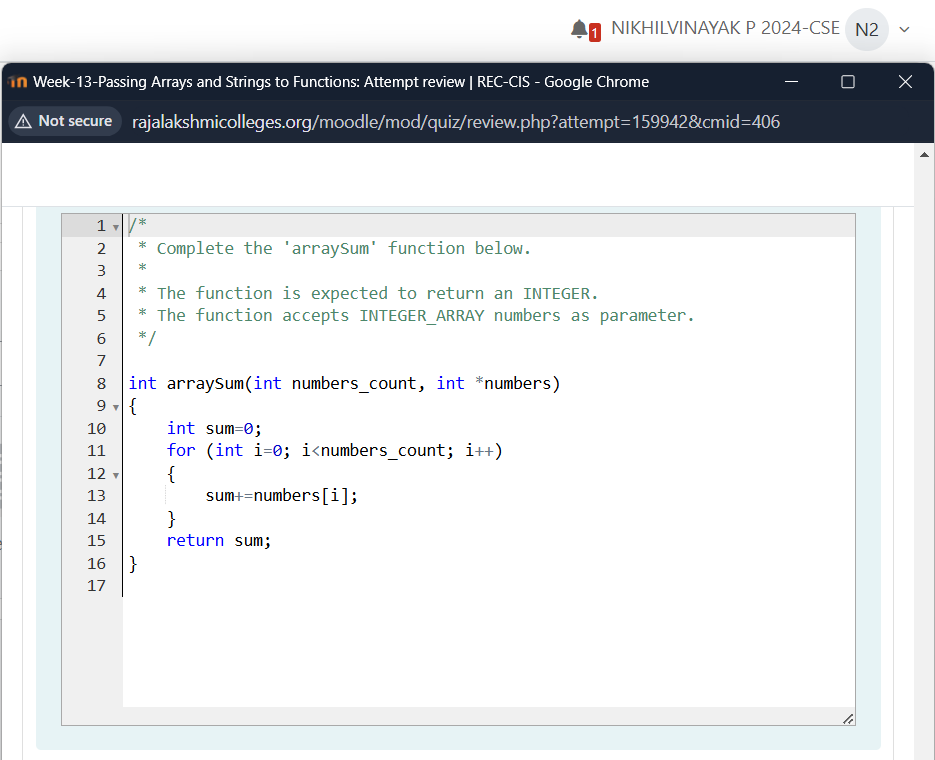 1 NIKHILVINAYAK P 2024-CSE N2
Week-13-Passing Arrays and Strings to Functions: Attempt review | REC-CIS - Google Chrome
Not secure rajalakshmicolleges.org/moodle/mod/quiz/review.php?attempt=159942&cmid=406
1 /*
2  * Complete the 'arraySum' function below.
3  *
4  * The function is expected to return an INTEGER.
5  * The function accepts INTEGER_ARRAY numbers as parameter.
6  */
7
8 int arraySum(int numbers_count, int *numbers)
9 {
10     int sum=0;
11     for (int i=0; i<numbers_count; i++)
12     {
13         sum+=numbers[i];
14     }
15     return sum;
16 }
17